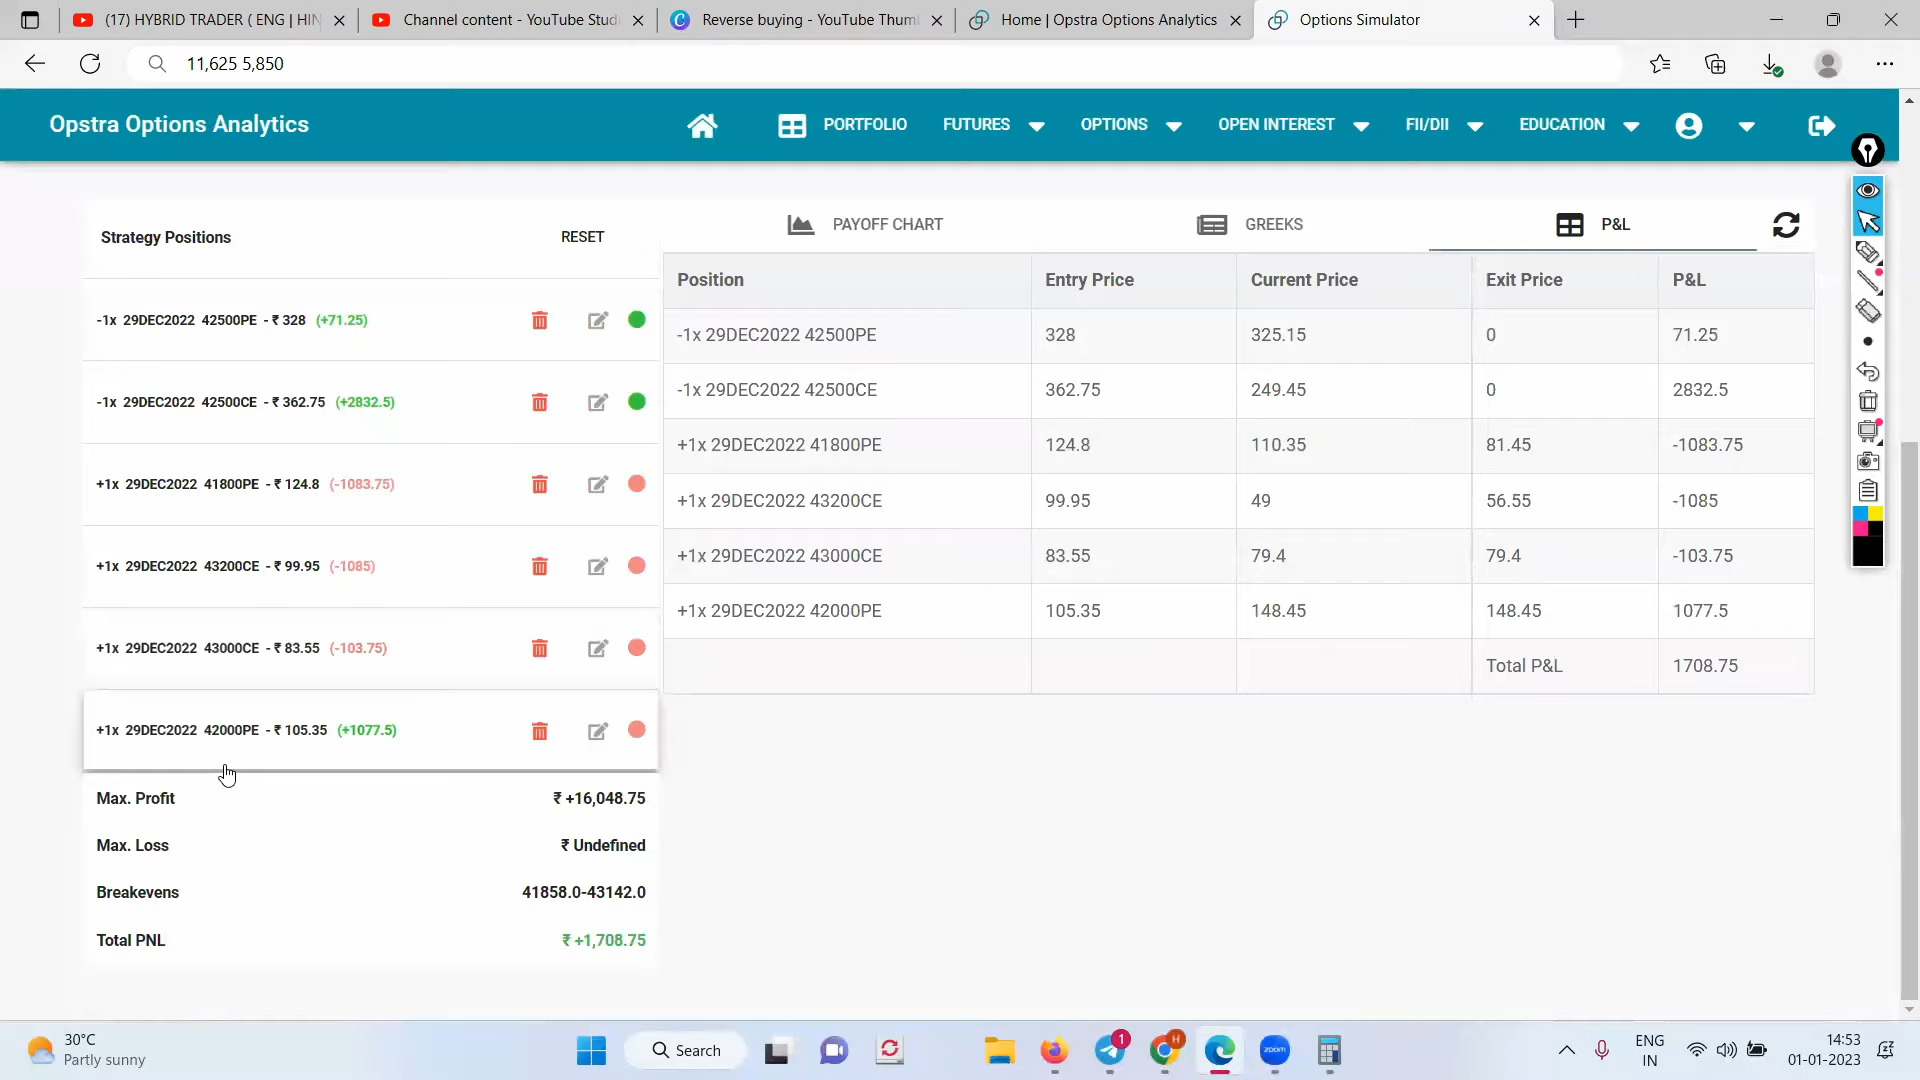 (17) HYBRID TRADER ( ENG | HIN
Channel content - YouTube Stud
Reverse buying - YouTube Thum
Home | Opstra Options Analytics
Options Simulator
11,625 5,850
Opstra Options Analytics
PORTFOLIO
FUTURES
OPTIONS
OPEN INTEREST
FII/DII
EDUCATION
Strategy Positions
RESET
PAYOFF CHART
GREEKS
P&L
-1x 29DEC2022 42500PE - ₹ 328 (+71.25)
-1x 29DEC2022 42500CE - ₹ 362.75 (+2832.5)
+1x 29DEC2022 41800PE - ₹ 124.8 (-1083.75)
+1x 29DEC2022 43200CE - ₹ 99.95 (-1085)
+1x 29DEC2022 43000CE - ₹ 83.55 (-103.75)
+1x 29DEC2022 42000PE - ₹ 105.35 (+1077.5)
Max. Profit ₹ +16,048.75
Max. Loss ₹ Undefined
Breakevens 41858.0-43142.0
Total PNL ₹ +1,708.75
Position Entry Price Current Price Exit Price P&L
-1x 29DEC2022 42500PE 328 325.15 0 71.25
-1x 29DEC2022 42500CE 362.75 249.45 0 2832.5
+1x 29DEC2022 41800PE 124.8 110.35 81.45 -1083.75
+1x 29DEC2022 43200CE 99.95 49 56.55 -1085
+1x 29DEC2022 43000CE 83.55 79.4 79.4 -103.75
+1x 29DEC2022 42000PE 105.35 148.45 148.45 1077.5
Total P&L 1708.75
30°C
Partly sunny
Search
1
H
zoom
ENG
IN
14:53
01-01-2023